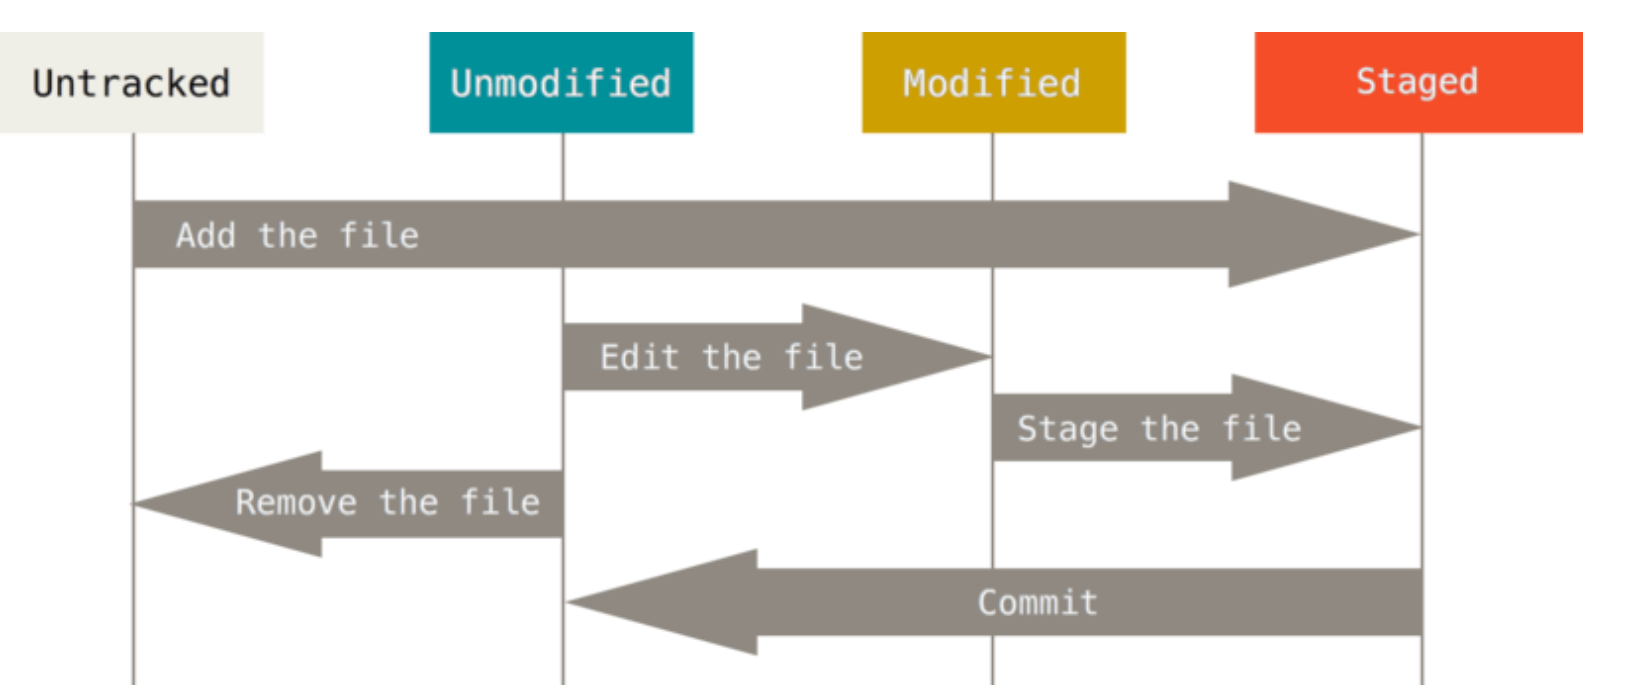 Untracked
Unmodified
Modified
Staged
Add the file
Edit the file
Stage the file
Remove the file
Commit